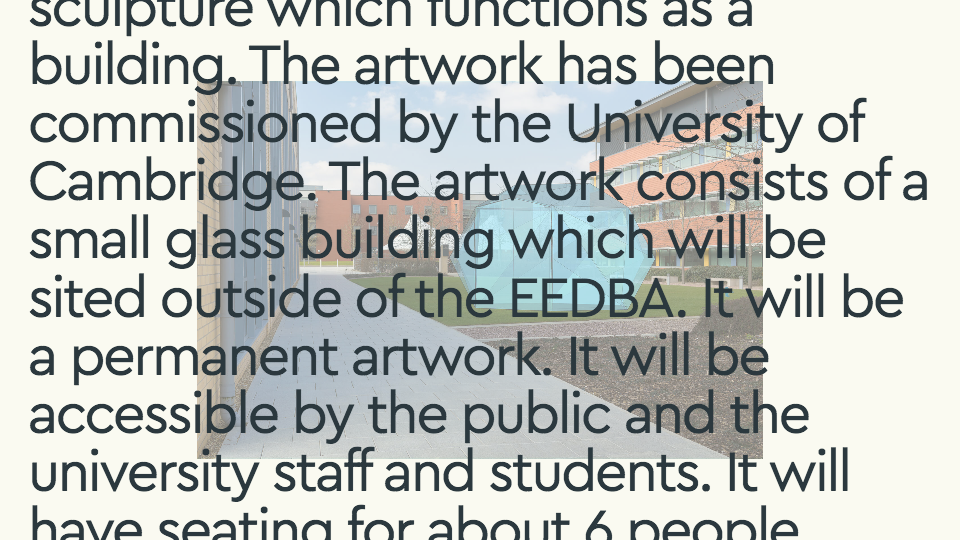 sculpture which functions as a
building. The artwork has been
commissioned by the University of
Cambridge. The artwork consists of a
small glass building which will be
sited outside of the EEDBA. It will be
a permanent artwork. It will be
accessible by the public and the
university staff and students. It will
have seating for about 6 people